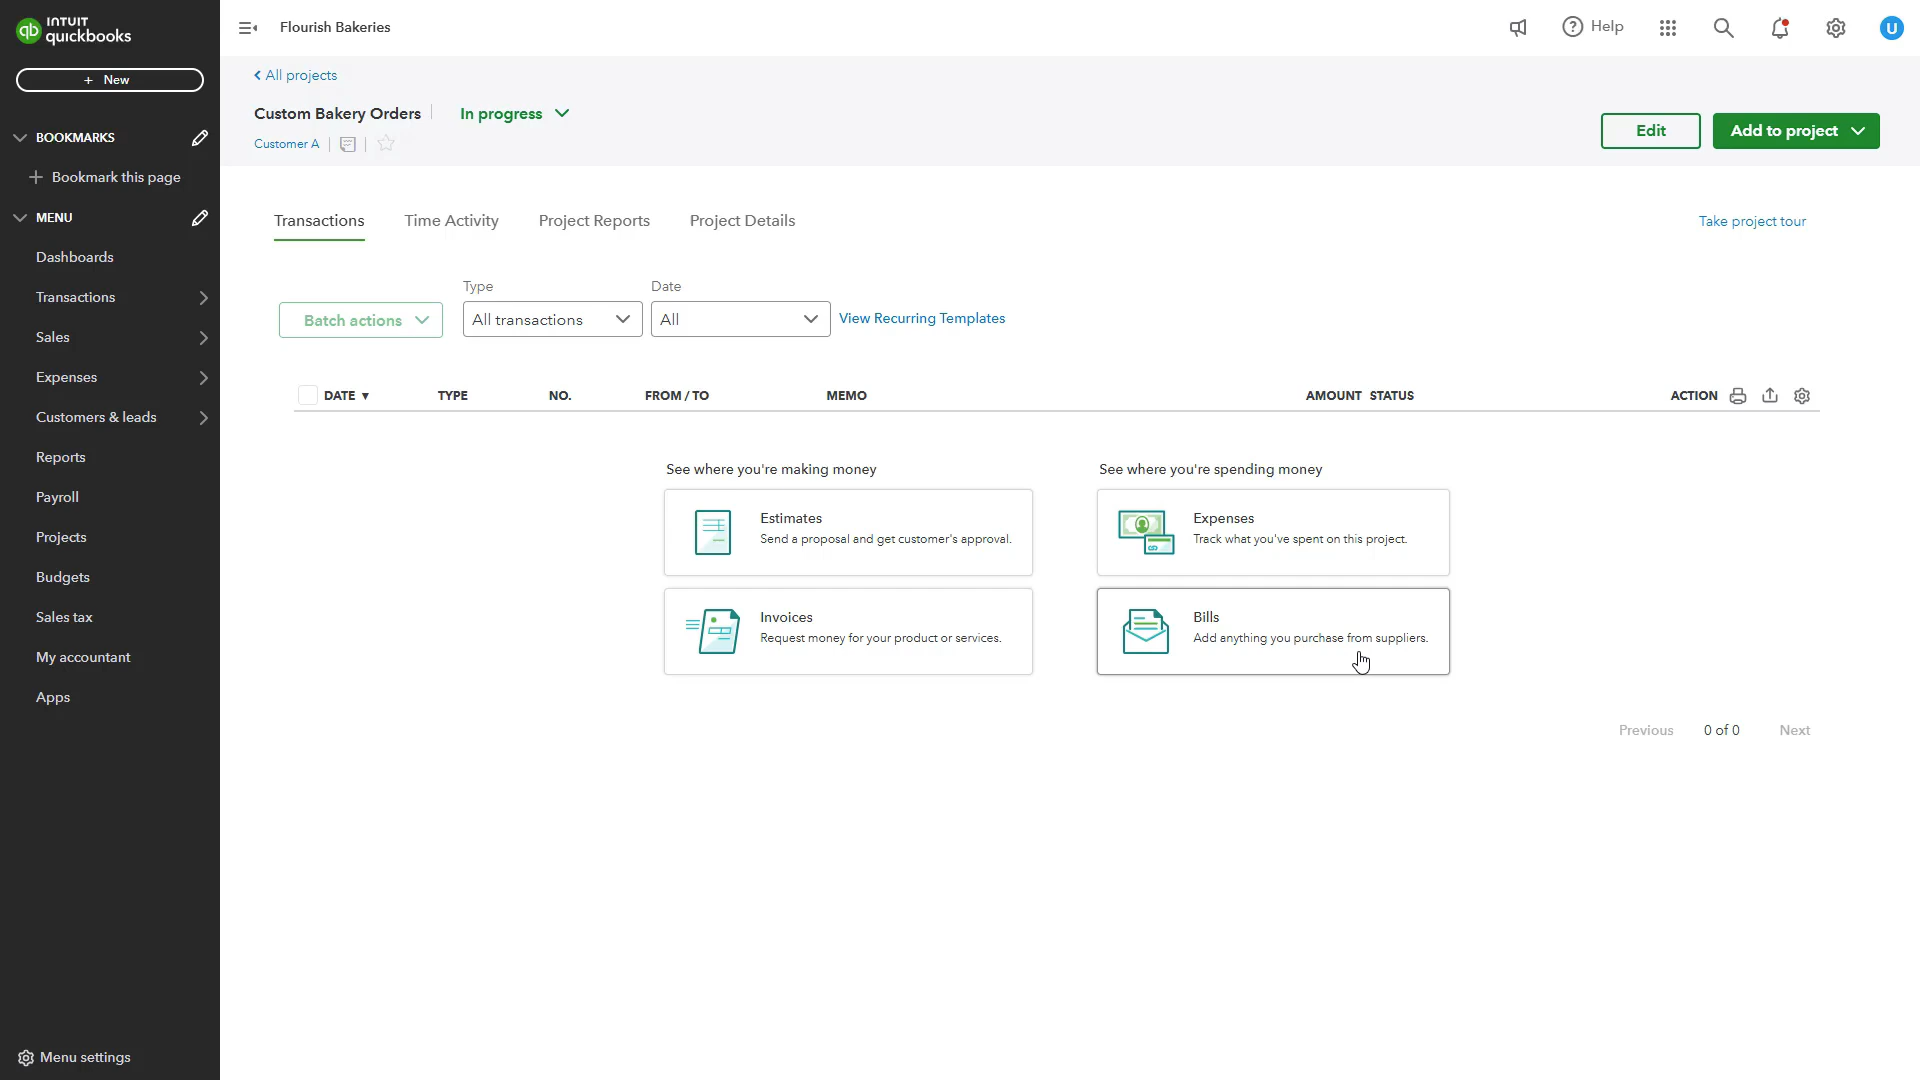 INTUIT
quickbooks
qb
+ New
BOOKMARKS
Bookmark this page
MENU
Dashboards
Transactions
Sales
Expenses
Customers & leads
Reports
Payroll
Projects
Budgets
Sales tax
My accountant
Apps
Menu settings
Flourish Bakeries
Help
U
All projects
Custom Bakery Orders
In progress
Customer A
Edit
Add to project
Transactions
Time Activity
Project Reports
Project Details
Take project tour
Batch actions
Type
All transactions
Date
All
View Recurring Templates
DATE ▼
TYPE
NO.
FROM / TO
MEMO
AMOUNT
STATUS
ACTION
See where you're making money
Estimates
Send a proposal and get customer's approval.
Invoices
Request money for your product or services.
See where you're spending money
Expenses
Track what you've spent on this project.
Bills
Add anything you purchase from suppliers.
Previous
0 of 0
Next